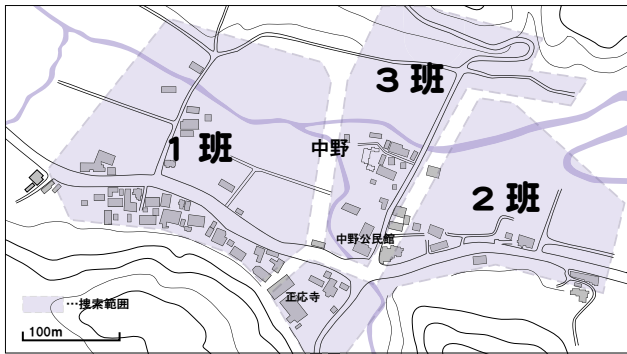 3 班
1 班
中野
2 班
中野公民館
正応寺
…捜索範囲
100m